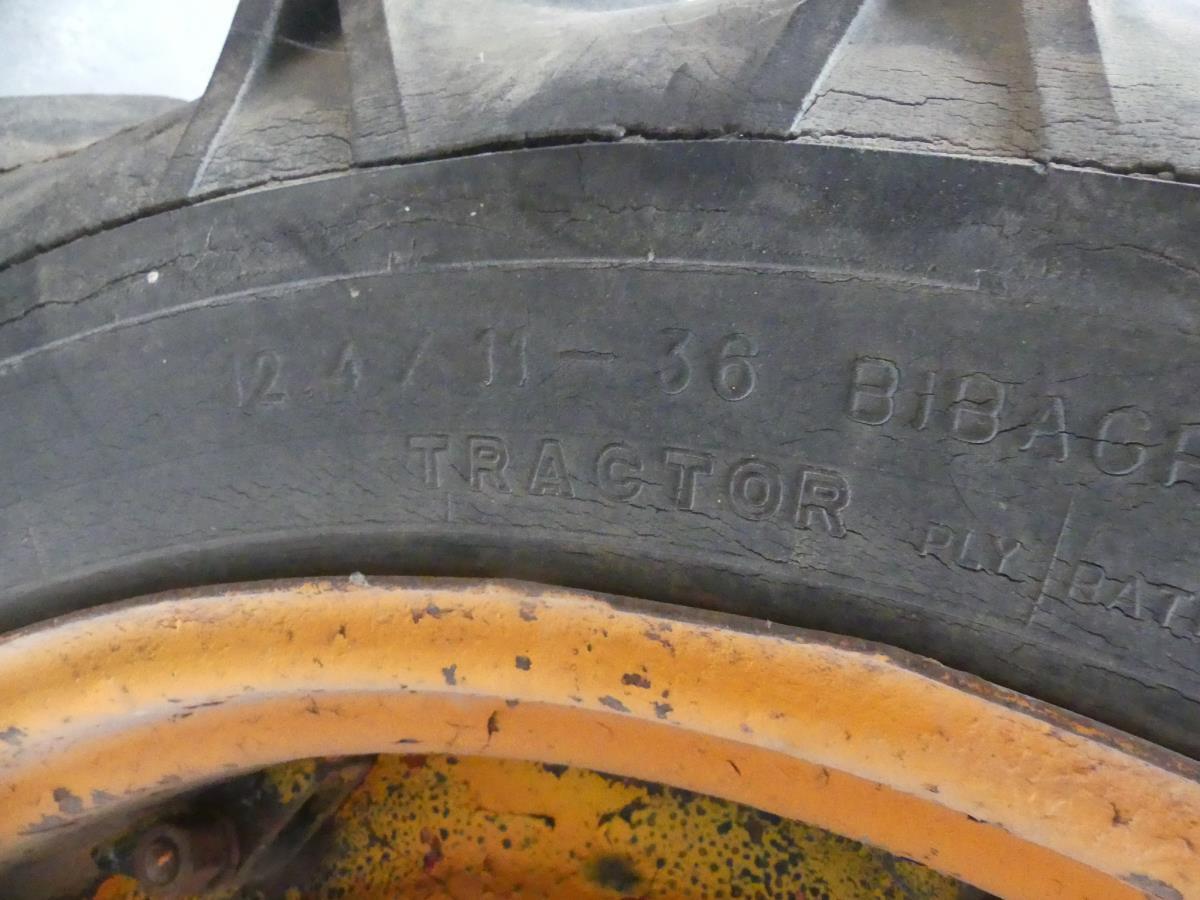 12.4 / 11 – 36 BIBAGR
TRACTOR
PLY BAT